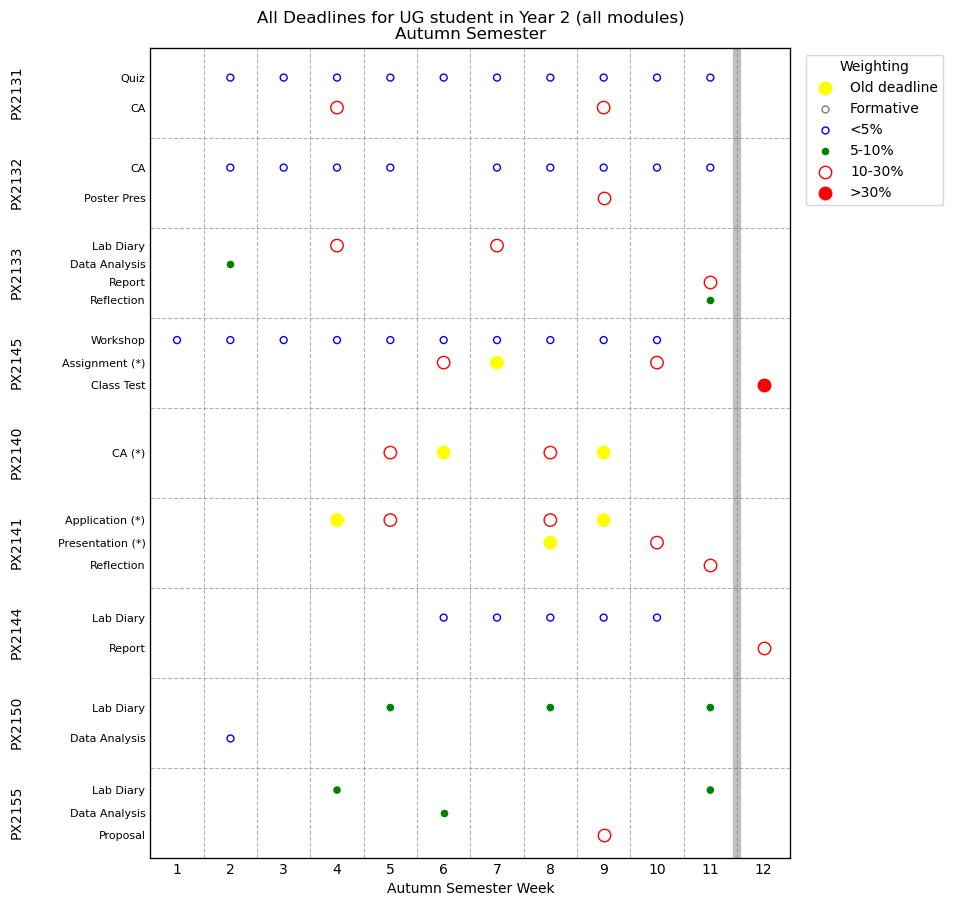 All Deadlines for UG student in Year 2 (all modules)
Autumn Semester
PX2131
Quiz
CA
PX2132
CA
Poster Pres
PX2133
Lab Diary
Data Analysis
Report
Reflection
PX2145
Workshop
Assignment (*)
Class Test
PX2140
CA (*)
PX2141
Application (*)
Presentation (*)
Reflection
PX2144
Lab Diary
Report
PX2150
Lab Diary
Data Analysis
PX2155
Lab Diary
Data Analysis
Proposal
1 2 3 4 5 6 7 8 9 10 11 12
Autumn Semester Week
Weighting
Old deadline
Formative
<5%
5-10%
10-30%
>30%